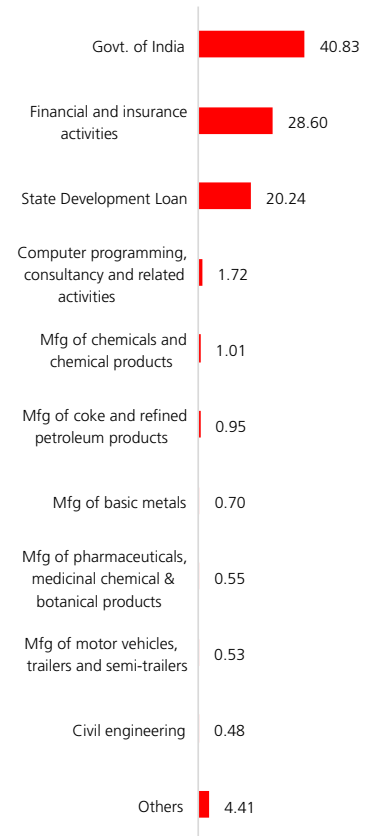 Govt. of India 40.83
Financial and insurance
activities 28.60
State Development Loan 20.24
Computer programming,
consultancy and related
activities 1.72
Mfg of chemicals and
chemical products 1.01
Mfg of coke and refined
petroleum products 0.95
Mfg of basic metals 0.70
Mfg of pharmaceuticals,
medicinal chemical &
botanical products 0.55
Mfg of motor vehicles,
trailers and semi-trailers 0.53
Civil engineering 0.48
Others 4.41